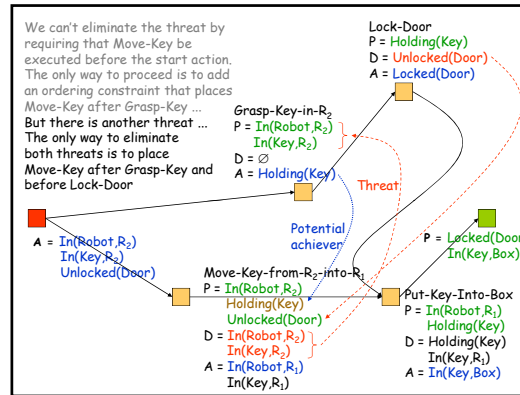 We can't eliminate the threat by
requiring that Move-Key be
executed before the start action.
The only way to proceed is to add
an ordering constraint that places
Move-Key after Grasp-Key ...
But there is another threat ...
The only way to eliminate
both threats is to place
Move-Key after Grasp-Key and
before Lock-Door
Lock-Door
P = Holding(Key)
D = Unlocked(Door)
A = Locked(Door)
Grasp-Key-in-R2
P = In(Robot,R2)
In(Key,R2)
D = ∅
A = Holding(Key)
Threat
Potential
achiever
A = In(Robot,R2)
In(Key,R2)
Unlocked(Door)
P = Locked(Door
In(Key,Box)
Move-Key-from-R2-into-R1
P = In(Robot,R2)
Holding(Key)
Unlocked(Door)
D = In(Robot,R2)
In(Key,R2)
A = In(Robot,R1)
In(Key,R1)
Put-Key-Into-Box
P = In(Robot,R1)
Holding(Key)
D = Holding(Key)
In(Key,R1)
A = In(Key,Box)